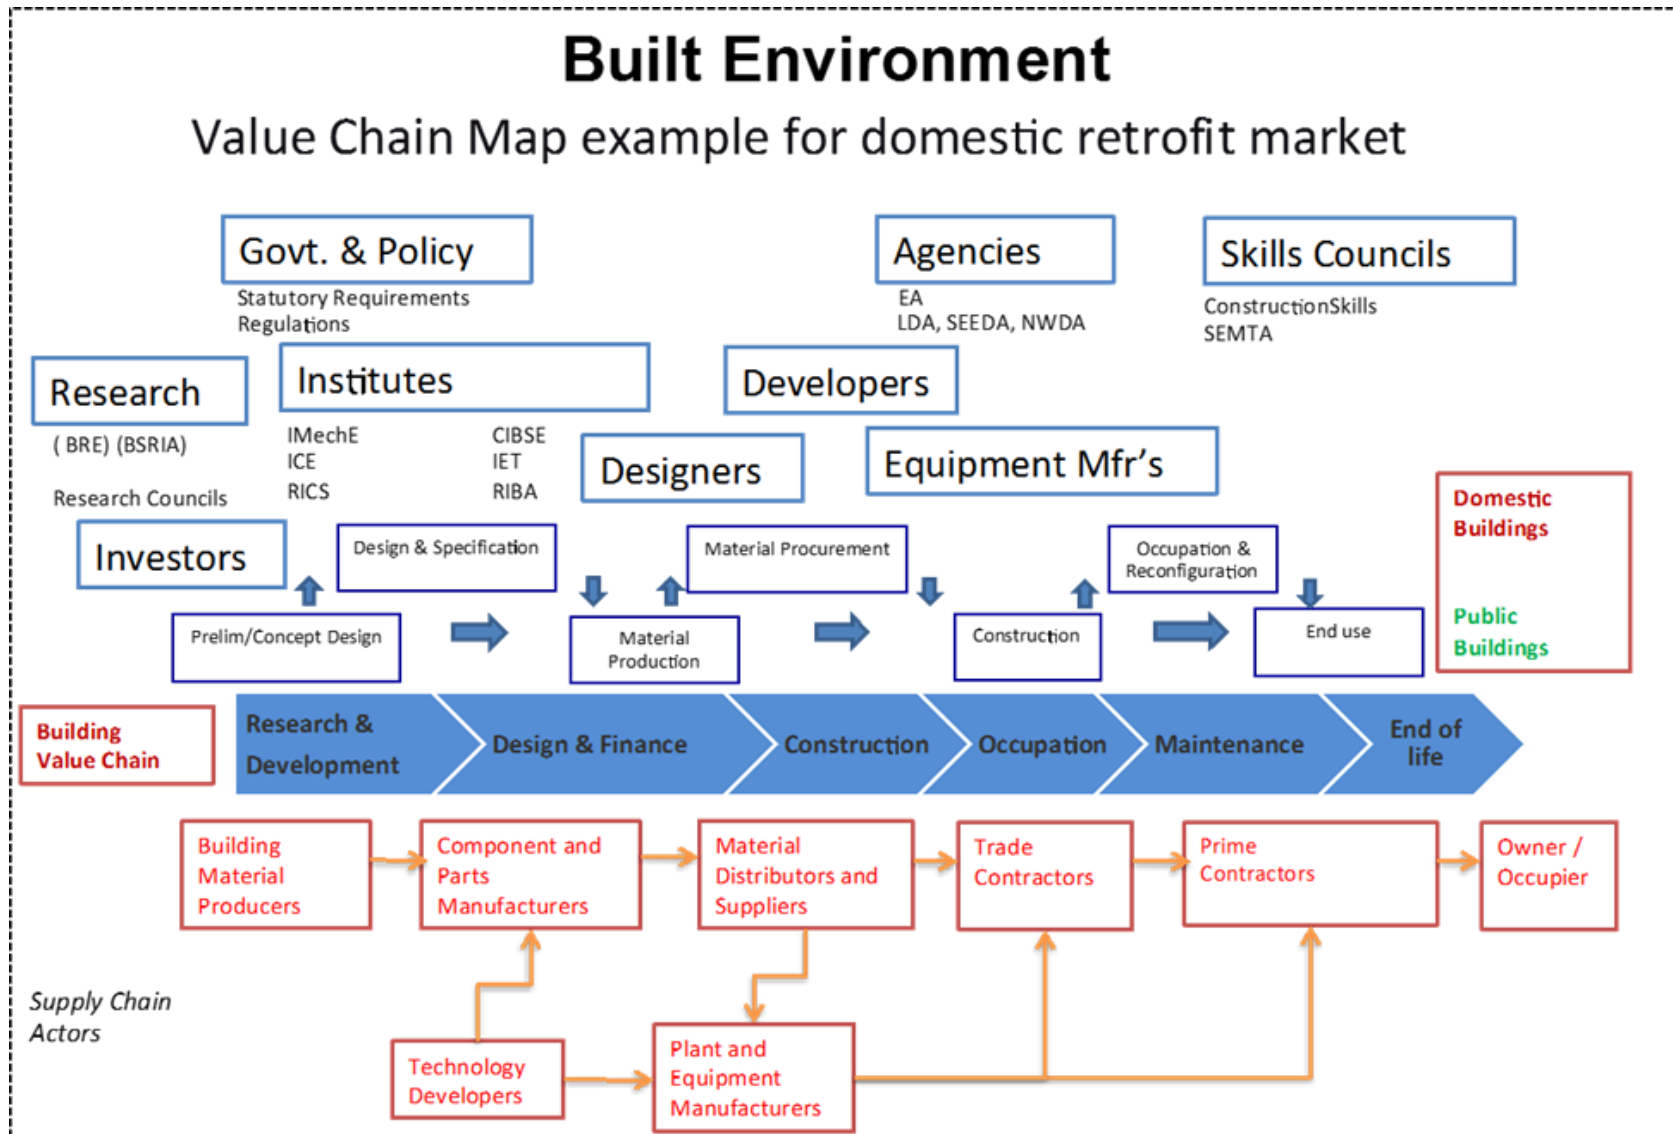 Built Environment
Value Chain Map example for domestic retrofit market
Govt. & Policy
Statutory Requirements
Regulations
Agencies
EA
LDA, SEEDA, NWDA
Skills Councils
ConstructionSkills
SEMTA
Research
( BRE) (BSRIA)
Research Councils
Institutes
IMechE
ICE
RICS
CIBSE
IET
RIBA
Developers
Designers
Equipment Mfr's
Investors
Domestic
Buildings
Public
Buildings
Design & Specification
Material Procurement
Occupation &
Reconfiguration
Prelim/Concept Design
Material
Production
Construction
End use
Building
Value Chain
Research &
Development
Design & Finance
Construction
Occupation
Maintenance
End of
life
Building
Material
Producers
Component and
Parts
Manufacturers
Material
Distributors and
Suppliers
Trade
Contractors
Prime
Contractors
Owner /
Occupier
Supply Chain
Actors
Technology
Developers
Plant and
Equipment
Manufacturers